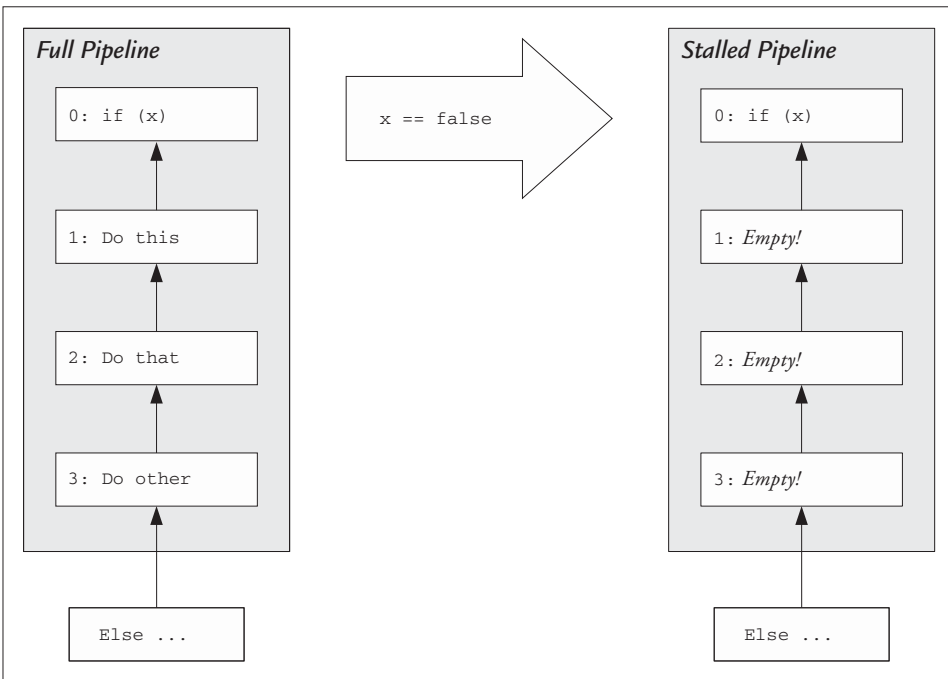 Full Pipeline
0: if (x)
1: Do this
2: Do that
3: Do other
Else ...
x == false
Stalled Pipeline
0: if (x)
1: Empty!
2: Empty!
3: Empty!
Else ...